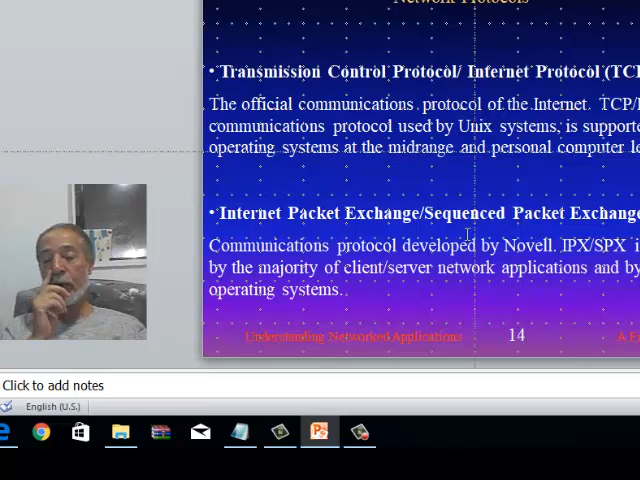 Network Protocols
• Transmission Control Protocol/ Internet Protocol (TC
The official communications protocol of the Internet. TCP/
communications protocol used by Unix systems, is support
operating systems at the midrange and personal computer le
• Internet Packet Exchange/Sequenced Packet Exchange
Communications protocol developed by Novell. IPX/SPX i
by the majority of client/server network applications and by
operating systems.
Understanding Networked Applications 14 A F
Click to add notes
English (U.S.)